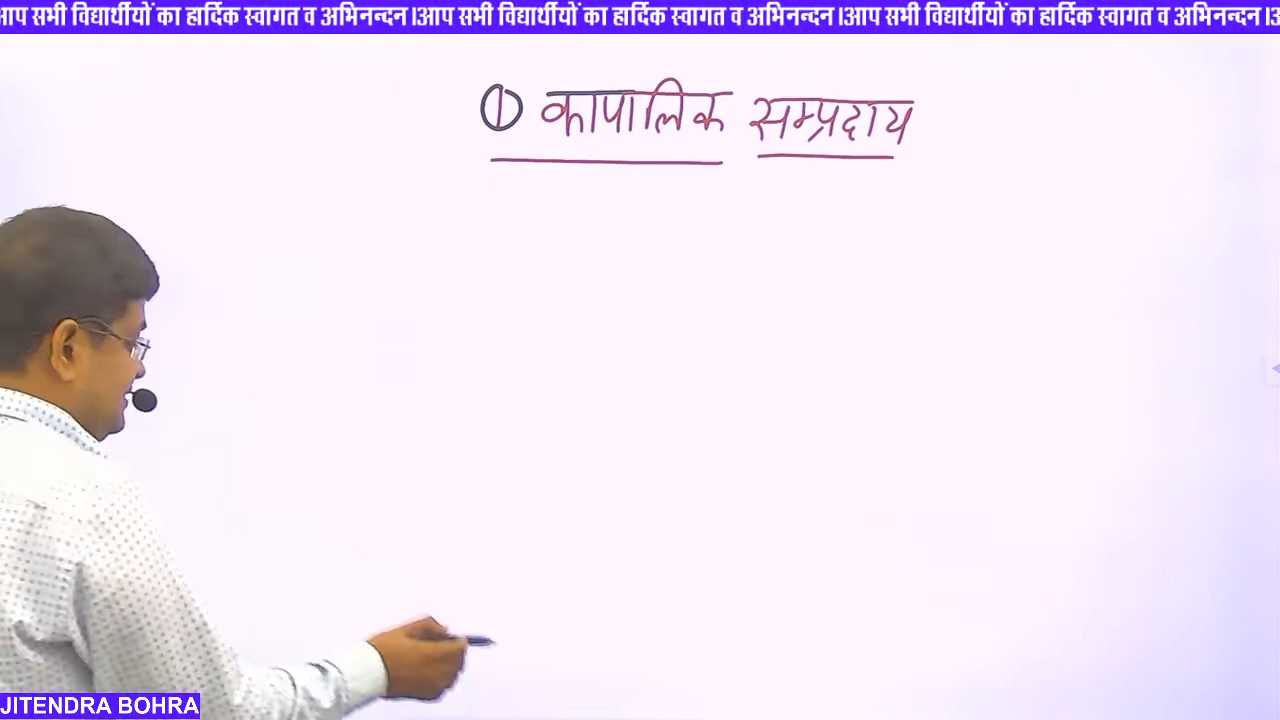 आप सभी विद्यार्थीयों का हार्दिक स्वागत व अभिनन्दन।आप सभी विद्यार्थीयों का हार्दिक स्वागत व अभिनन्दन।आप सभी विद्यार्थीयों का हार्दिक स्वागत व अभिनन्दन।
① कापालिक सम्प्रदाय
JITENDRA BOHRA